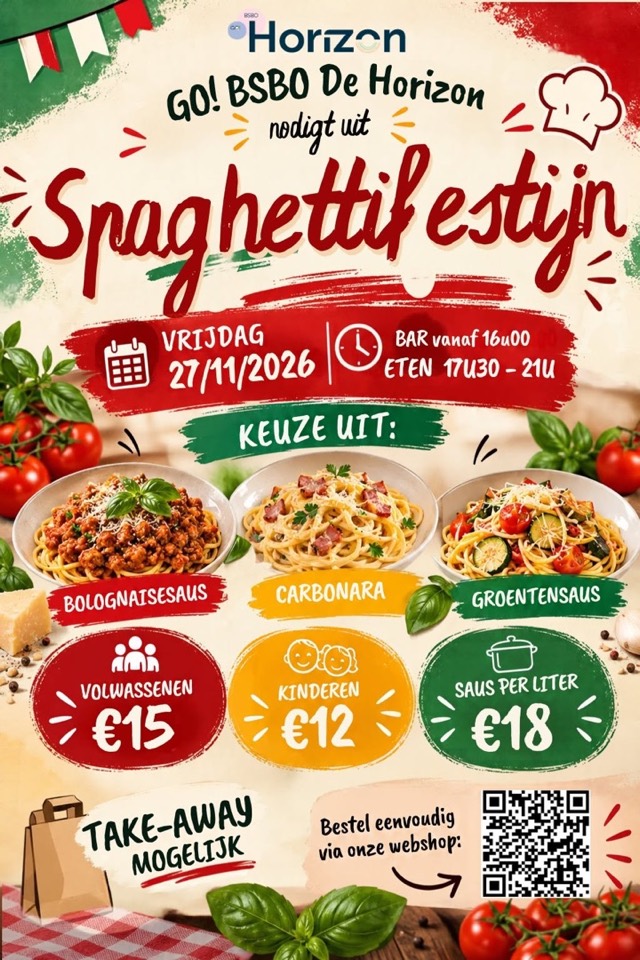 BSBO
Horizon
GO! BSBO De Horizon
nodigt uit
Spaghettifestijn
VRIJDAG
27/11/2026
BAR vanaf 16u00
ETEN 17U30 - 21U
KEUZE UIT:
BOLOGNAISESAUS
CARBONARA
GROENTENSAUS
VOLWASSENEN
€15
KINDEREN
€12
SAUS PER LITER
€18
TAKE-AWAY
MOGELIJK
Bestel eenvoudig
via onze webshop: